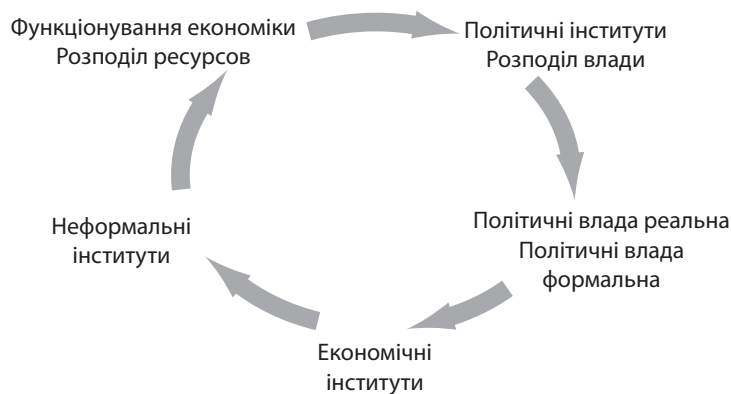 Функціонування економіки
Розподіл ресурсов
Політичні інститути
Розподіл влади
Політичні влада реальна
Політичні влада
формальна
Економічні
інститути
Неформальні
інститути